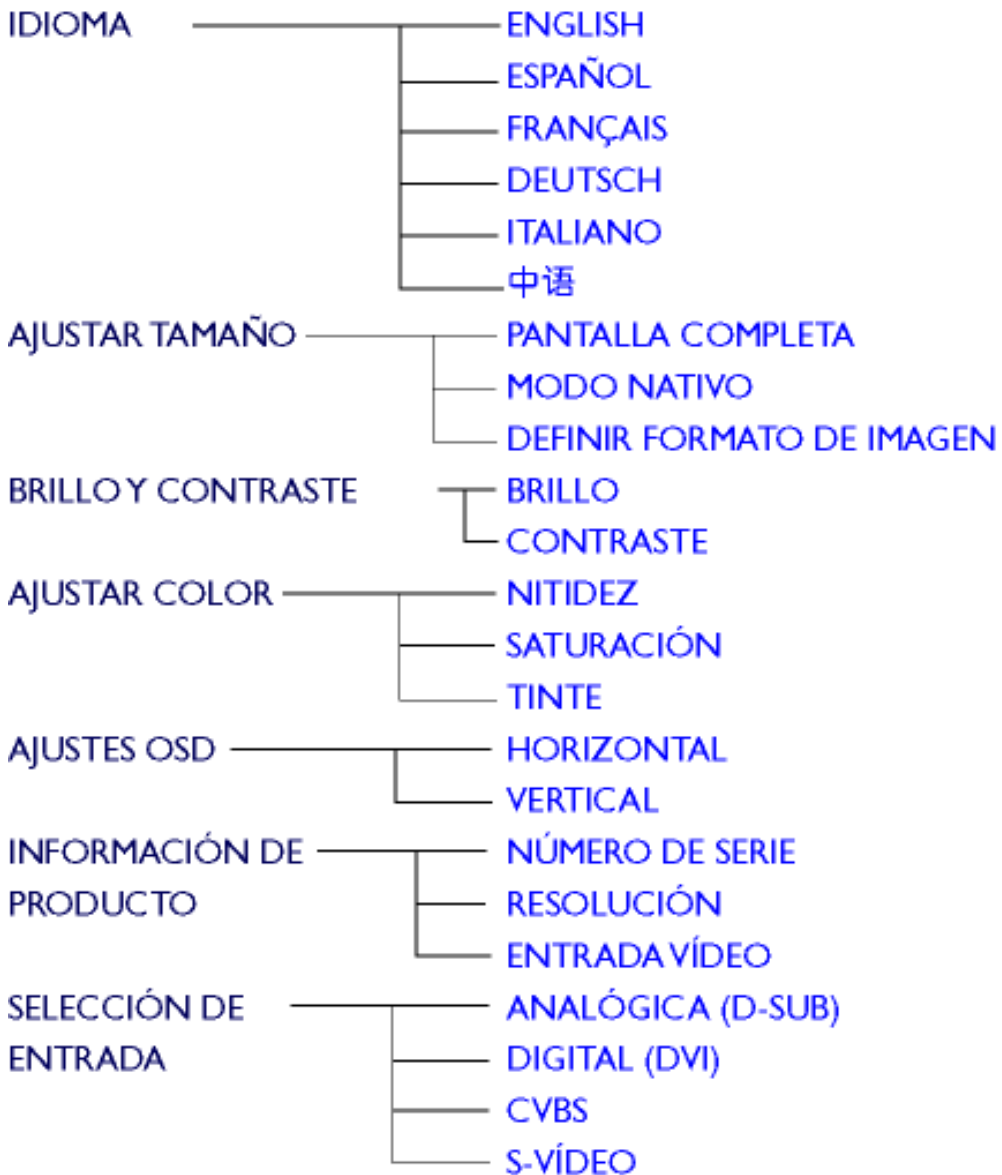 IDIOMA ENGLISH
ESPAÑOL
FRANÇAIS
DEUTSCH
ITALIANO
中语
AJUSTAR TAMAÑO PANTALLA COMPLETA
MODO NATIVO
DEFINIR FORMATO DE IMAGEN
BRILLO Y CONTRASTE BRILLO
CONTRASTE
AJUSTAR COLOR NITIDEZ
SATURACIÓN
TINTE
AJUSTES OSD HORIZONTAL
VERTICAL
INFORMACIÓN DE NÚMERO DE SERIE
PRODUCTO RESOLUCIÓN
ENTRADA VÍDEO
SELECCIÓN DE ANALÓGICA (D-SUB)
ENTRADA DIGITAL (DVI)
CVBS
S-VÍDEO